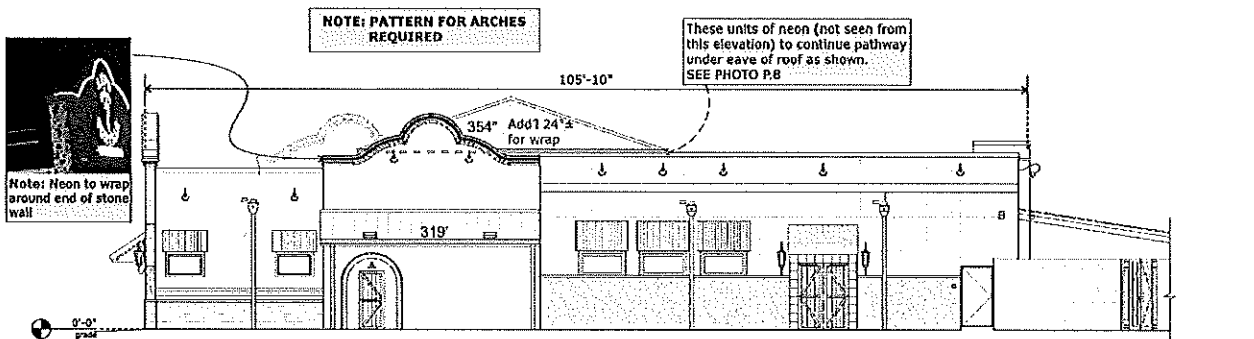 NOTE: PATTERN FOR ARCHES
REQUIRED
These units of neon (not seen from
this elevation) to continue pathway
under eave of roof as shown.
SEE PHOTO P.8
105'-10"
354" Add'l 24"±
for wrap
Note: Neon to wrap
around end of stone
wall
319'
0'-0"
grade